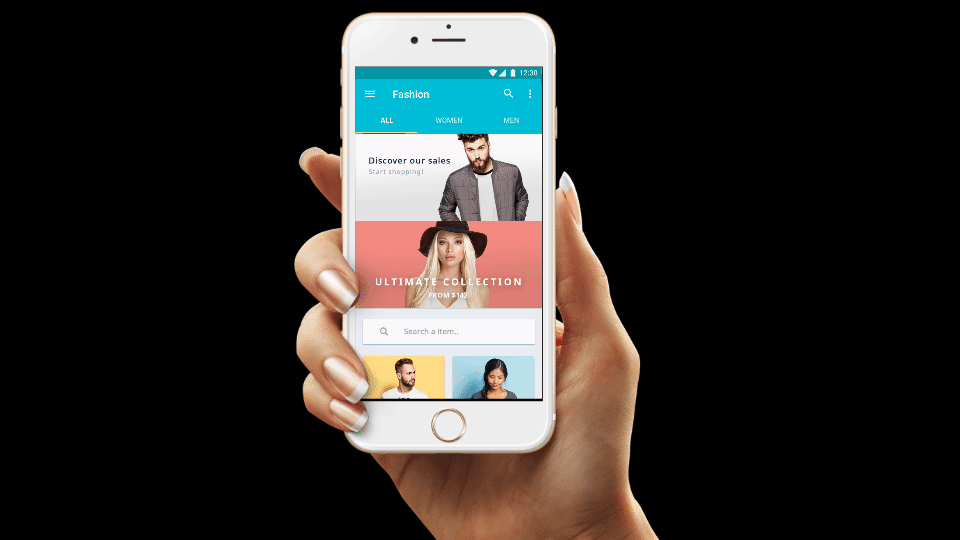 12:30
Fashion
ALL WOMEN MEN
Discover our sales
Start shopping!
ULTIMATE COLLECTION
FROM $142
Search a item..